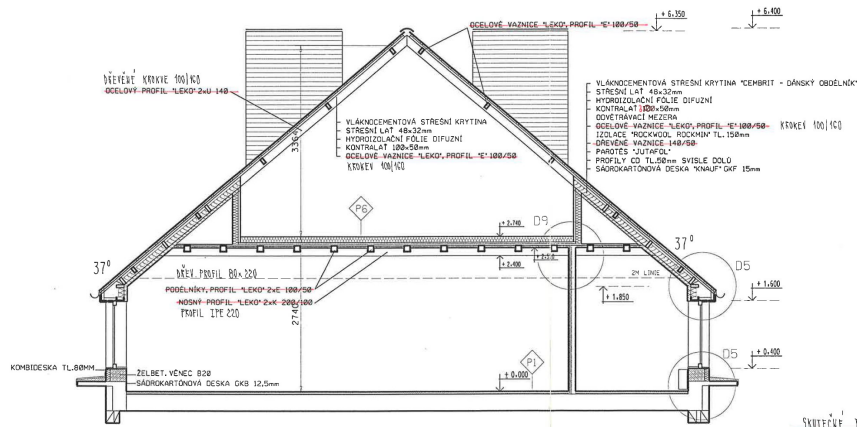 OCELOVÉ VAZNICE "LEKO", PROFIL "E" 100/50
+ 6.350
+ 6.400
DŘEVĚNÉ KROKVE 100/160
OCELOVÝ PROFIL "LEKO" 2xU 140
VLÁKNOCEMENTOVÁ STŘEŠNÍ KRYTINA
STŘEŠNÍ LAŤ 48x32mm
HYDROIZOLAČNÍ FÓLIE DIFUZNÍ
KONTRALAŤ 100x50mm
OCELOVÉ VAZNICE "LEKO", PROFIL "E" 100/50
KROKEV 100/160
VLÁKNOCEMENTOVÁ STŘEŠNÍ KRYTINA "CEMBRIT - DÁNSKÝ OBDÉLNÍK"
STŘEŠNÍ LAŤ 48x32mm
HYDROIZOLAČNÍ FÓLIE DIFUZNÍ
KONTRALAŤ 100x50mm
ODVĚTRÁVACÍ MEZERA
OCELOVÉ VAZNICE "LEKO", PROFIL "E" 100/50 KROKEV 100/160
IZOLACE "ROCKWOOL ROCKMIN" TL. 150mm
DŘEVĚNÉ VAZNICE 140/50
PAROTĚS "JUTAFOL"
PROFILY CD TL.50mm SVISLE DOLŮ
SÁDROKARTÓNOVÁ DESKA "KNAUF" GKF 15mm
P6
+ 2.740
D9
37°
37°
D5
+ 2.400
2M LINIE
+ 1.850
+ 1.600
DŘEV. PROFIL 80x220
PODÉLNÍKY, PROFIL "LEKO" 2xE 100/50
NOSNÝ PROFIL "LEKO" 2xK 200/100
PROFIL IPE 220
2740
D5
+ 0.400
KOMBIDESKA TL.80MM
ŽELBET. VĚNEC B20
SÁDROKARTÓNOVÁ DESKA GKB 12,5mm
+ 0.000
P1
SKUTEČNÉ